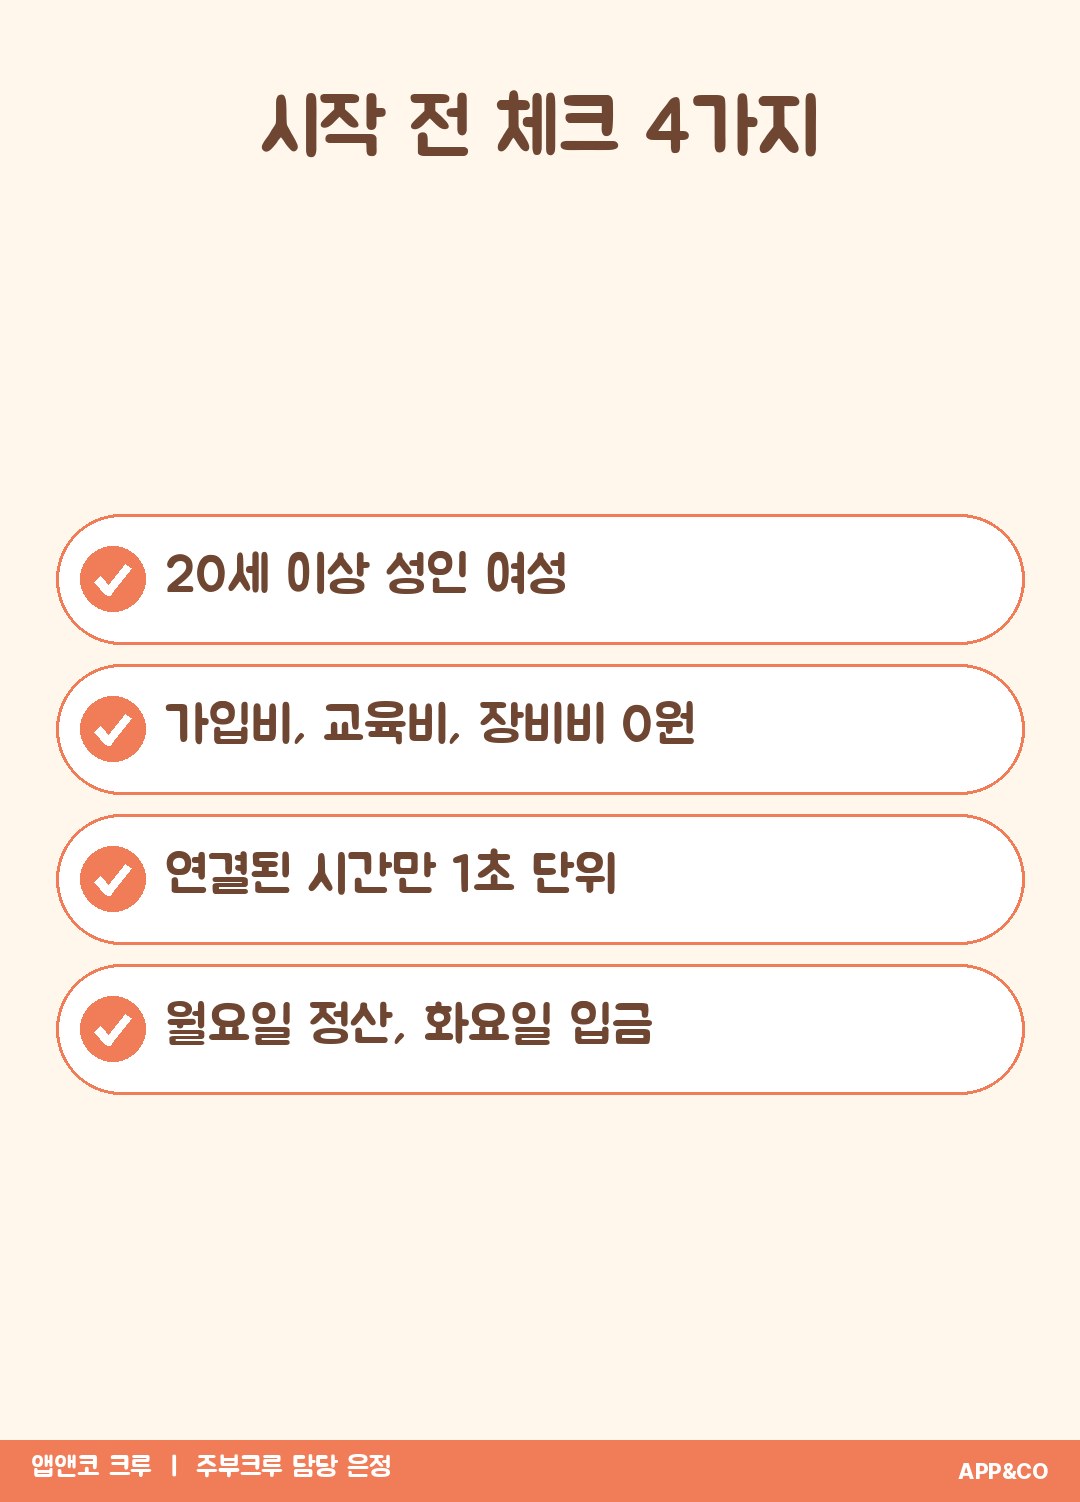 시작 전 체크 4가지
20세 이상 성인 여성
가입비, 교육비, 장비비 0원
연결된 시간만 1초 단위
월요일 정산, 화요일 입금
앱앤코 크루 | 주부크루 담당 은정
APP&CO